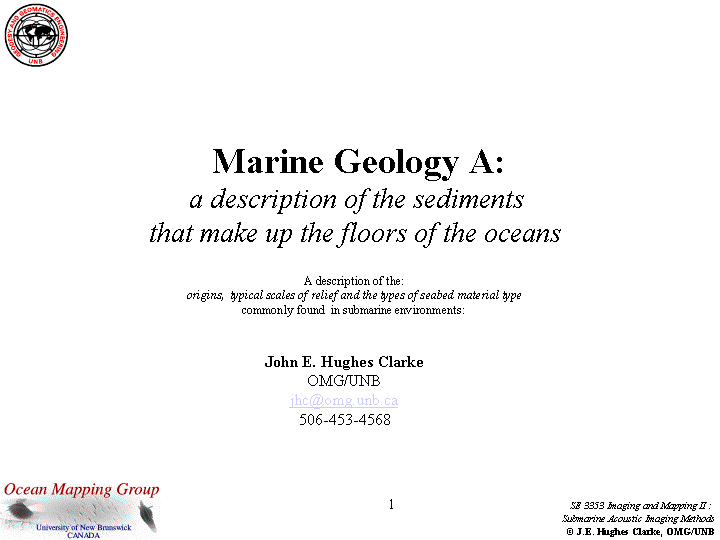 GEODESY AND GEOMATICS ENGINEERING
UNB
Marine Geology A:
a description of the sediments
that make up the floors of the oceans
A description of the:
origins, typical scales of relief and the types of seabed material type
commonly found in submarine environments:
John E. Hughes Clarke
OMG/UNB
jhc@omg.unb.ca
506-453-4568
Ocean Mapping Group
University of New Brunswick
CANADA
1
SE 3353 Imaging and Mapping II :
Submarine Acoustic Imaging Methods
© J.E. Hughes Clarke, OMG/UNB